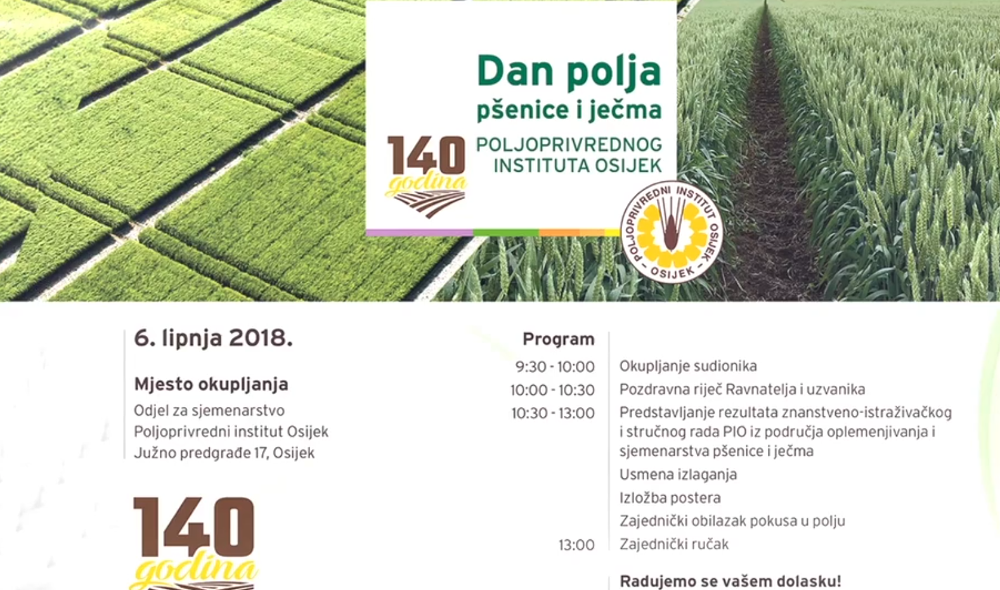 Dan polja
pšenice i ječma
POLJOPRIVREDNOG
INSTITUTA OSIJEK
140
godina
POLJOPRIVREDNI INSTITUT OSIJEK
- OSIJEK -
6. lipnja 2018.
Mjesto okupljanja
Odjel za sjemenarstvo
Poljoprivredni institut Osijek
Južno predgrađe 17, Osijek
140
godina
Program
9:30 - 10:00 Okupljanje sudionika
10:00 - 10:30 Pozdravna riječ Ravnatelja i uzvanika
10:30 - 13:00 Predstavljanje rezultata znanstveno-istraživačkog
i stručnog rada PIO iz područja oplemenjivanja i
sjemenarstva pšenice i ječma
Usmena izlaganja
Izložba postera
Zajednički obilazak pokusa u polju
13:00 Zajednički ručak
Radujemo se vašem dolasku!